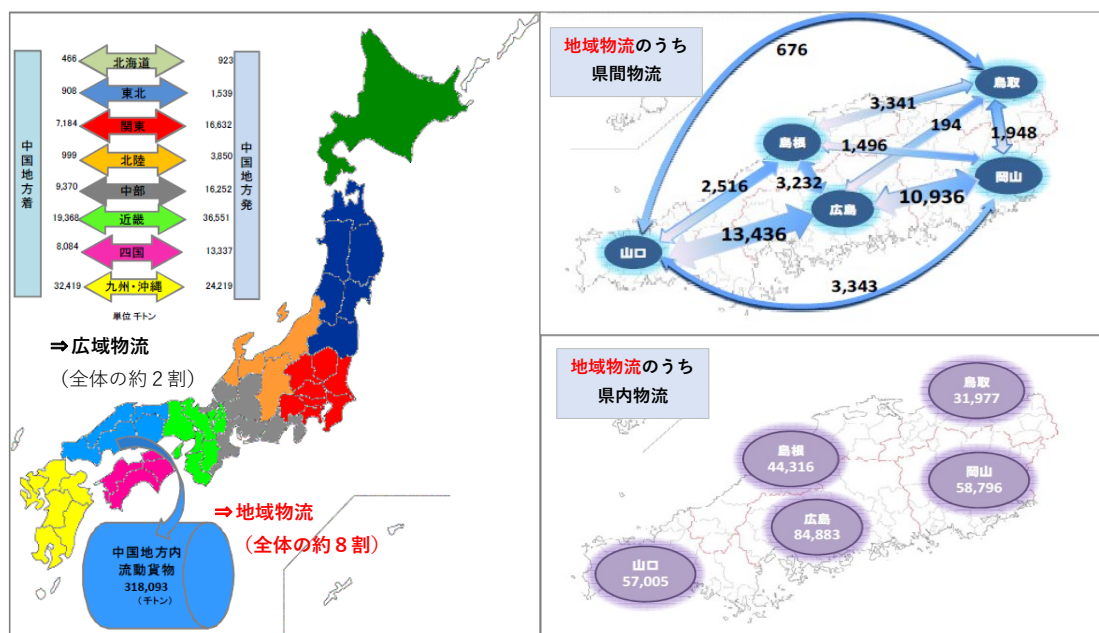 中国地方着
中国地方発
466 北海道 923
908 東北 1,539
7,184 関東 16,632
999 北陸 3,850
9,370 中部 16,252
19,368 近畿 36,551
8,084 四国 13,337
32,419 九州・沖縄 24,219
単位 千トン
⇒広域物流
（全体の約２割）
⇒地域物流
（全体の約８割）
中国地方内
流動貨物
318,093
（千トン）
地域物流のうち
県間物流
676
鳥取
3,341
194
1,948
島根
1,496
岡山
2,516
3,232
広島
10,936
13,436
山口
3,343
地域物流のうち
県内物流
鳥取
31,977
島根
44,316
岡山
58,796
広島
84,883
山口
57,005